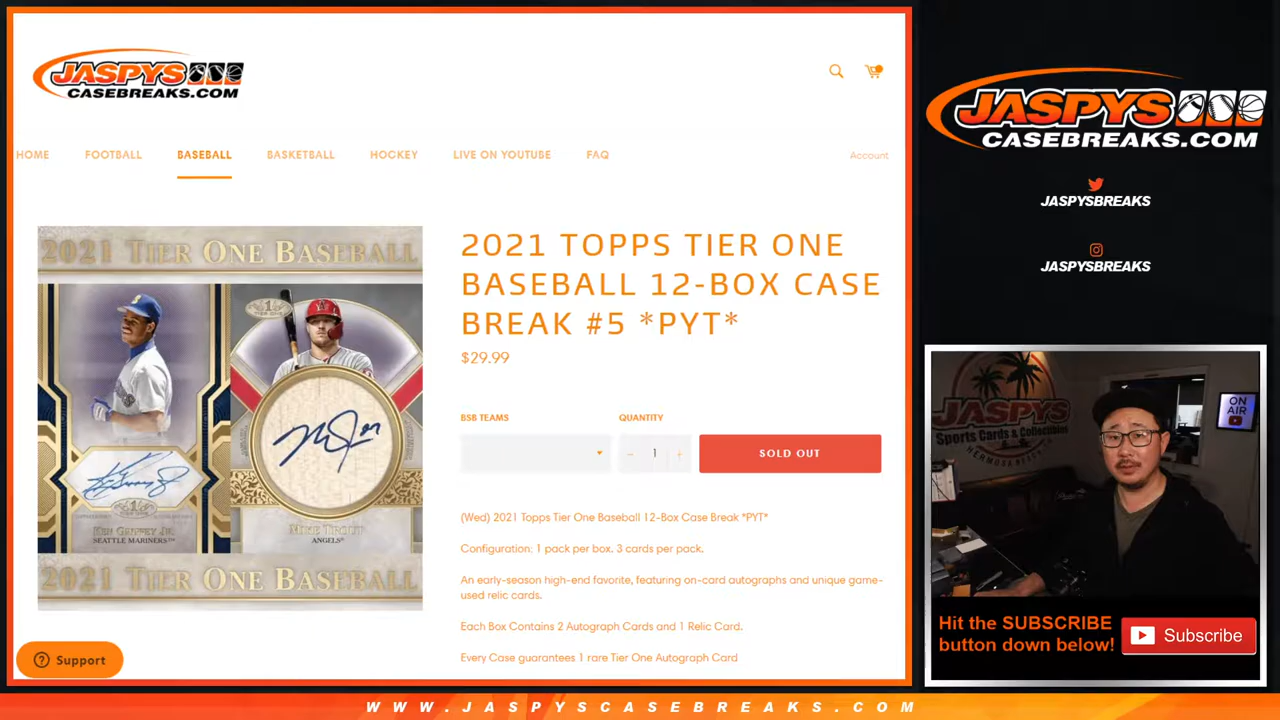 JASPYS
CASEBREAKS.COM
HOME
FOOTBALL
BASEBALL
BASKETBALL
HOCKEY
LIVE ON YOUTUBE
FAQ
Account
2021 TIER ONE BASEBALL
KEN GRIFFEY JR.
SEATTLE MARINERS™
MIKE TROUT
ANGELS®
2021 TIER ONE BASEBALL
2021 TOPPS TIER ONE
BASEBALL 12-BOX CASE
BREAK #5 *PYT*
$29.99
BSB TEAMS
QUANTITY
− 1 +
SOLD OUT
(Wed) 2021 Topps Tier One Baseball 12-Box Case Break *PYT*
Configuration: 1 pack per box. 3 cards per pack.
An early-season high-end favorite, featuring on-card autographs and unique game-
used relic cards.
Each Box Contains 2 Autograph Cards and 1 Relic Card.
Every Case guarantees 1 rare Tier One Autograph Card
Support
JASPYS
CASEBREAKS.COM
JASPYSBREAKS
JASPYSBREAKS
JASPYS
Sports Cards & Collectibles
HERMOSA BEACH
ON
AIR
Hit the SUBSCRIBE
button down below!
Subscribe
WWW.JASPYSCASEBREAKS.COM